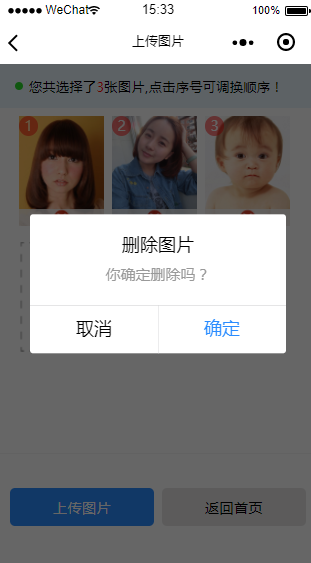 WeChat 15:33 100%
上传图片
您共选择了3张图片,点击序号可调换顺序！
1 2 3
删除图片
你确定删除吗？
取消 确定
上传图片 返回首页